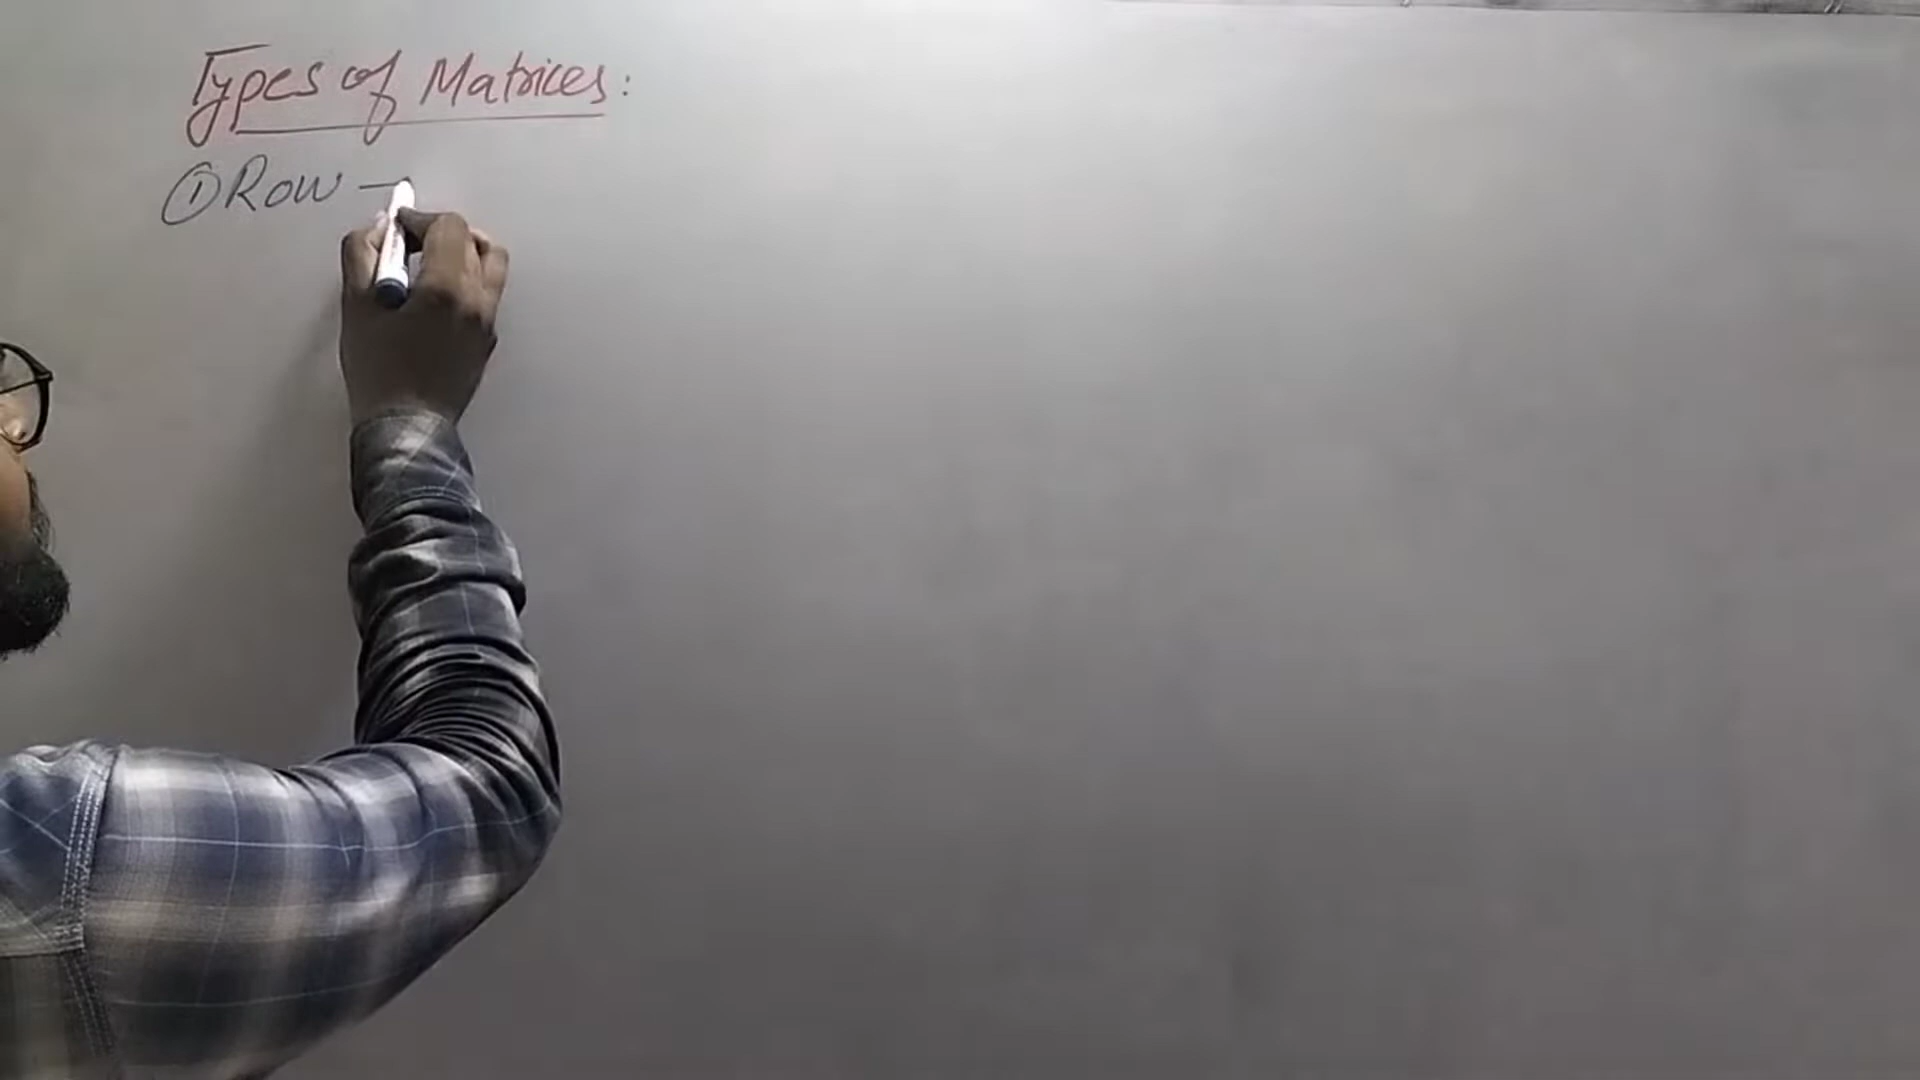 Types of Matrices:
① Row —